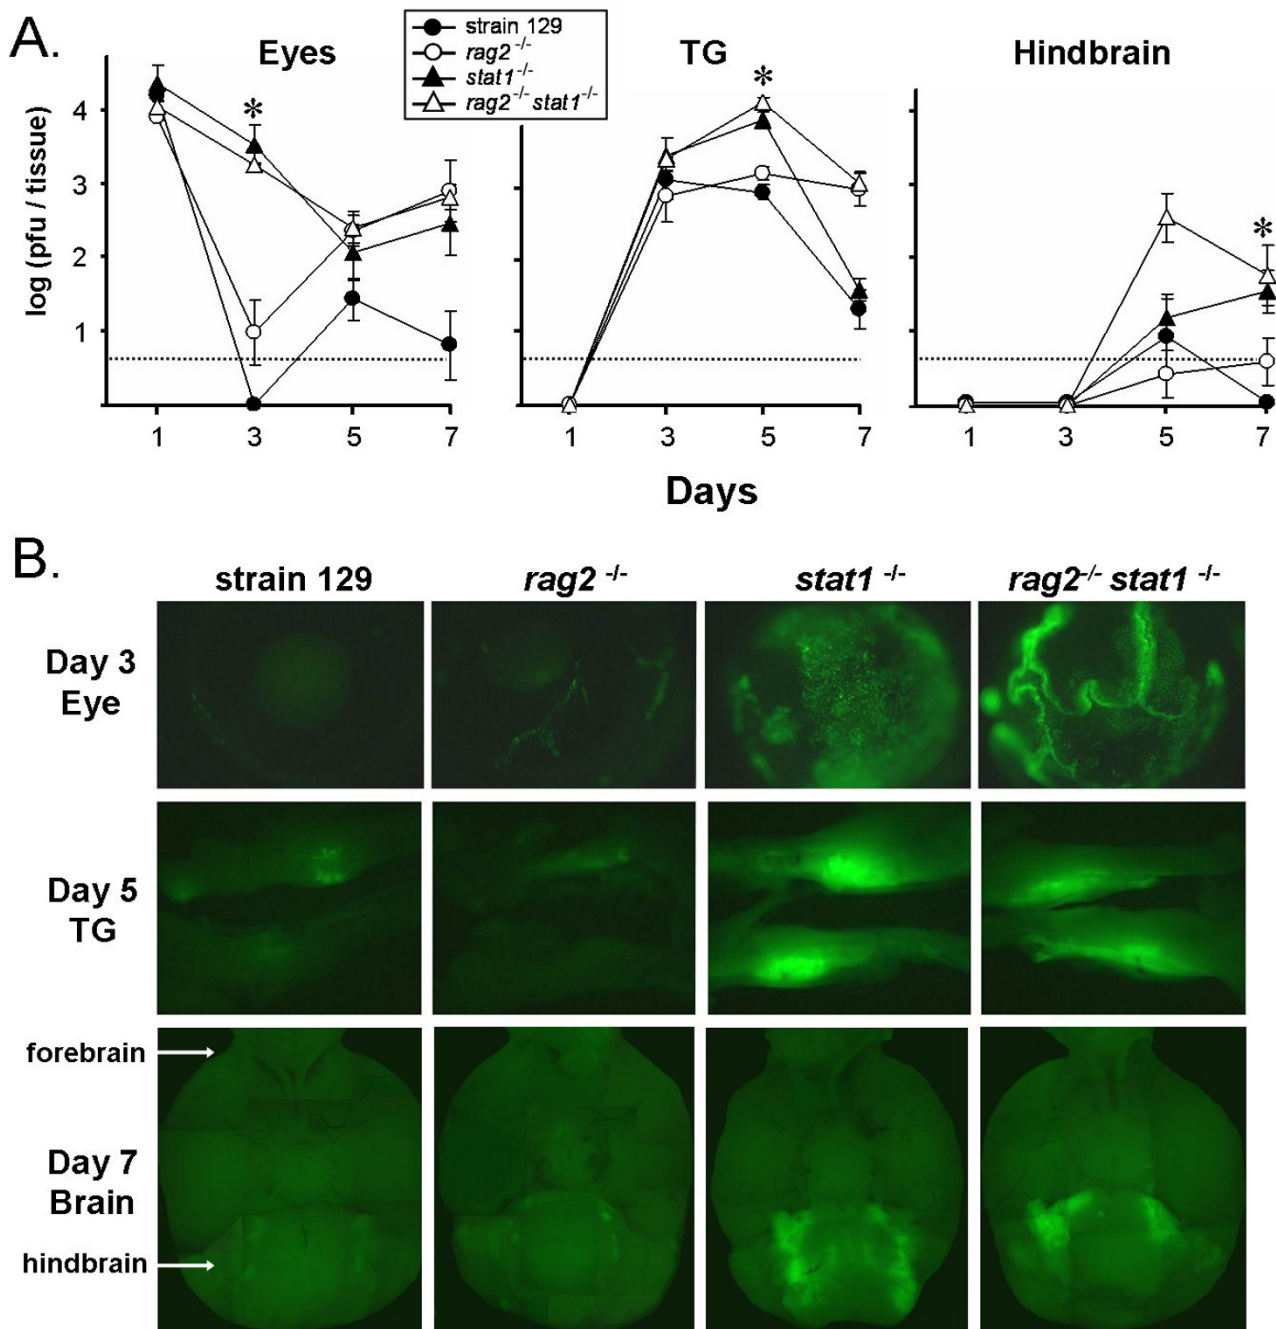 A.
strain 129
rag2 -/-
stat1 -/-
rag2 -/- stat1 -/-
Eyes
TG
Hindbrain
*
*
*
log (pfu / tissue)
4
3
2
1
1 3 5 7
1 3 5 7
1 3 5 7
Days
B.
strain 129
rag2 -/-
stat1 -/-
rag2-/- stat1 -/-
Day 3
Eye
Day 5
TG
forebrain
Day 7
Brain
hindbrain